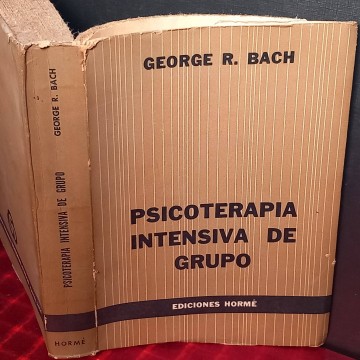 GEORGE R. BACH
PSICOTERAPIA
INTENSIVA DE
GRUPO
EDICIONES HORMÉ
GEORGE R. BACH
PSICOTERAPIA INTENSIVA DE GRUPO
HORMÉ